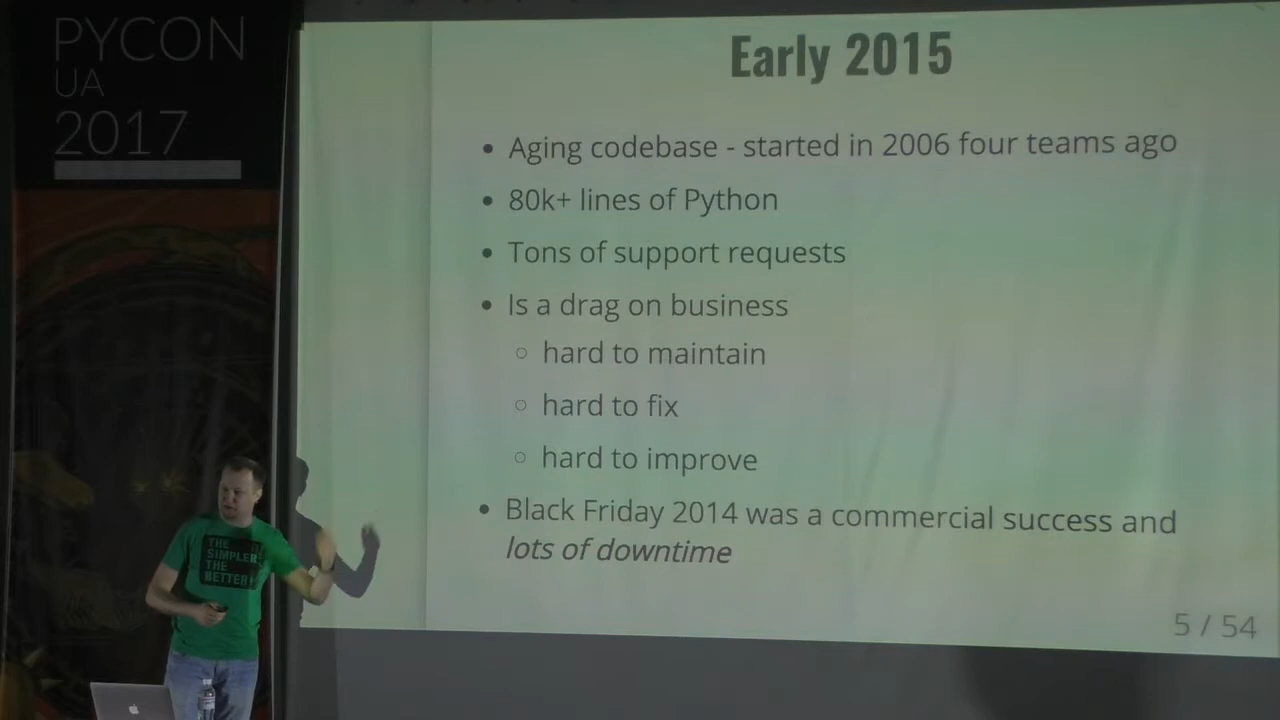 PYCON
UA
2017
Early 2015
Aging codebase - started in 2006 four teams ago
80k+ lines of Python
Tons of support requests
Is a drag on business
hard to maintain
hard to fix
hard to improve
Black Friday 2014 was a commercial success and
lots of downtime
5 / 54
THE
SIMPLER
THE
BETTER